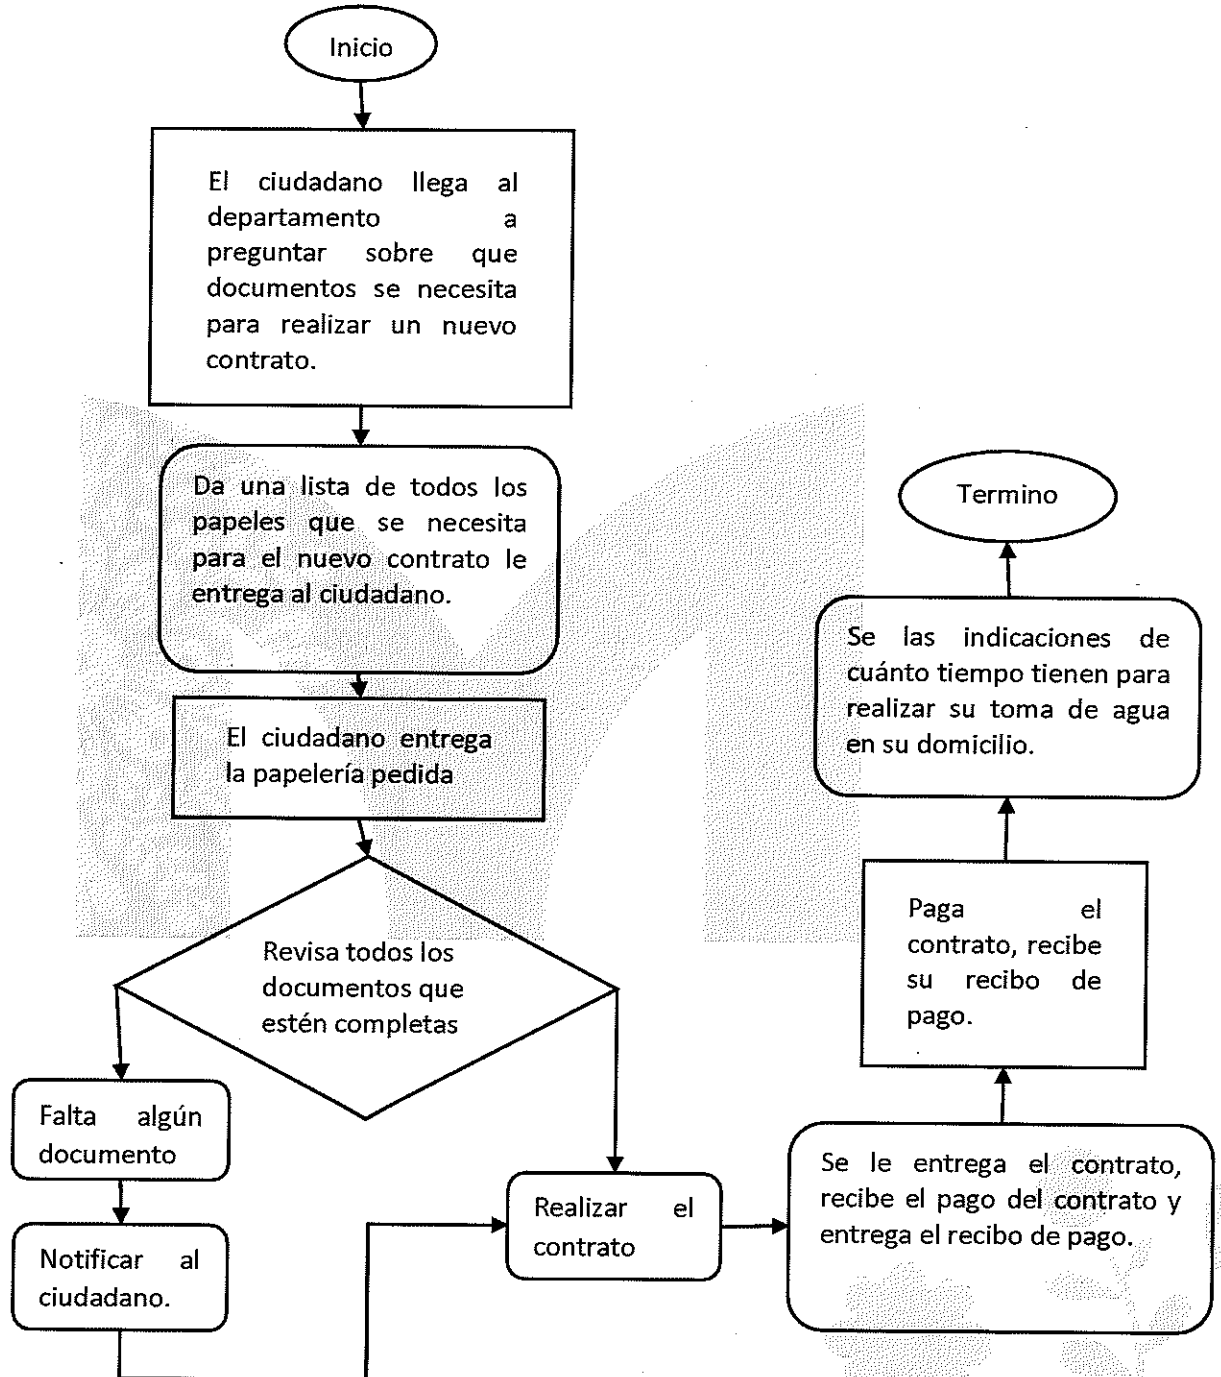 Inicio
El ciudadano llega al
departamento a
preguntar sobre que
documentos se necesita
para realizar un nuevo
contrato.
Da una lista de todos los
papeles que se necesita
para el nuevo contrato le
entrega al ciudadano.
El ciudadano entrega
la papelería pedida
Revisa todos los
documentos que
estén completas
Falta algún
documento
Notificar al
ciudadano.
Realizar el
contrato
Se le entrega el contrato,
recibe el pago del contrato y
entrega el recibo de pago.
Paga el
contrato, recibe
su recibo de
pago.
Se las indicaciones de
cuánto tiempo tienen para
realizar su toma de agua
en su domicilio.
Termino